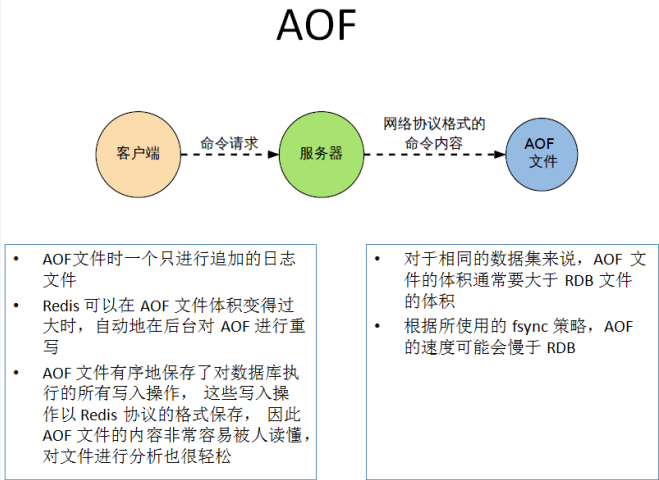 AOF
客户端
命令请求
服务器
网络协议格式的
命令内容
AOF
文件
• AOF文件时一个只进行追加的日志
文件
• Redis 可以在 AOF 文件体积变得过
大时，自动地在后台对 AOF 进行重
写
• AOF 文件有序地保存了对数据库执
行的所有写入操作， 这些写入操
作以 Redis 协议的格式保存， 因此
AOF 文件的内容非常容易被人读懂，
对文件进行分析也很轻松
• 对于相同的数据集来说，AOF 文
件的体积通常要大于 RDB 文件
的体积
• 根据所使用的 fsync 策略，AOF
的速度可能会慢于 RDB